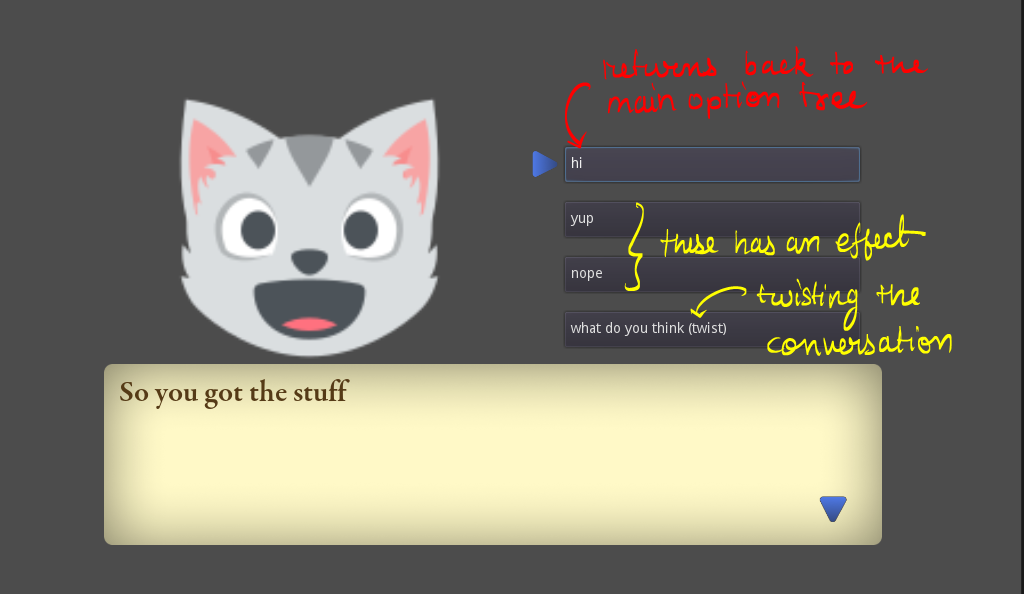 returns back to the
main option tree
hi
yup
these has an effect
nope
twisting the
what do you think (twist)
conversation
So you got the stuff